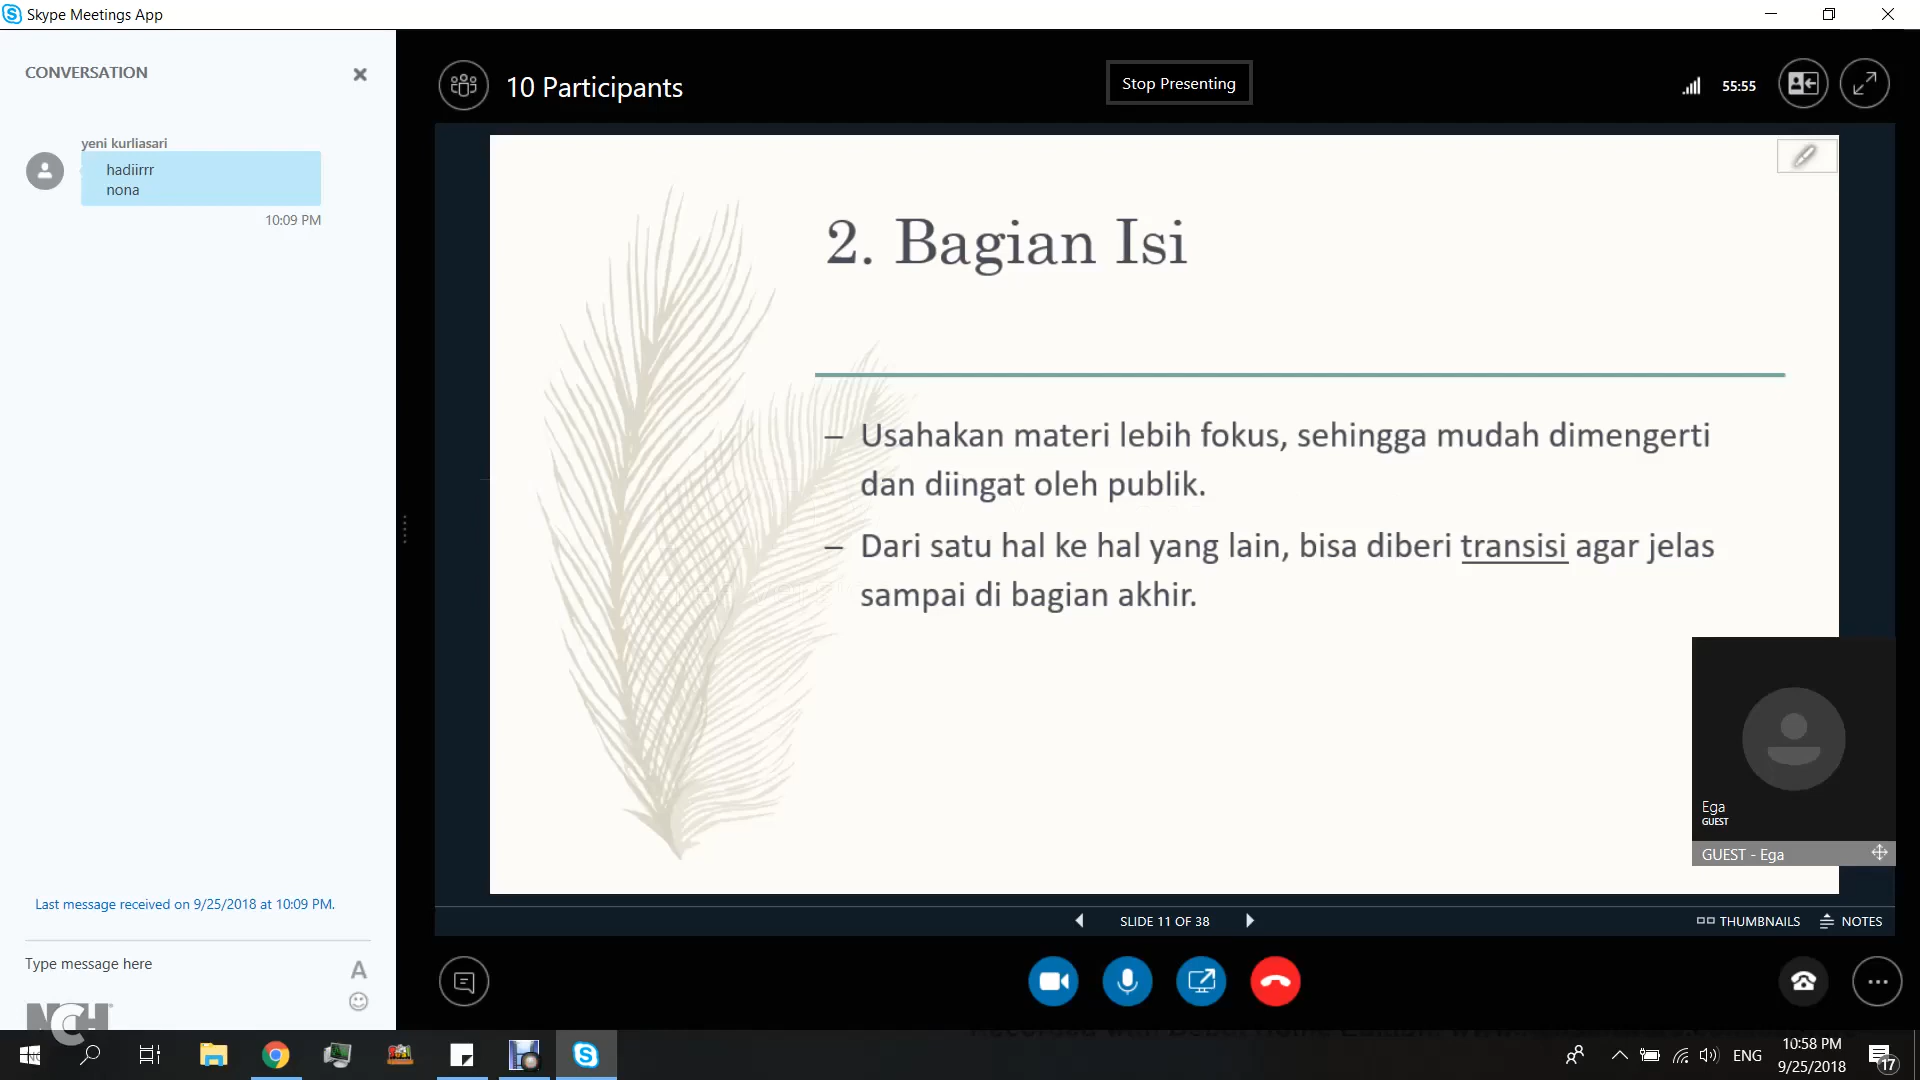 Skype Meetings App
CONVERSATION
yeni kurliasari
hadiirrr
nona
10:09 PM
Last message received on 9/25/2018 at 10:09 PM.
Type message here
A
NCH
10 Participants
Stop Presenting
55:55
2. Bagian Isi
– Usahakan materi lebih fokus, sehingga mudah dimengerti
dan diingat oleh publik.
– Dari satu hal ke hal yang lain, bisa diberi transisi agar jelas
sampai di bagian akhir.
Ega
GUEST
GUEST - Ega
SLIDE 11 OF 38
THUMBNAILS
NOTES
ENG
10:58 PM
9/25/2018
17